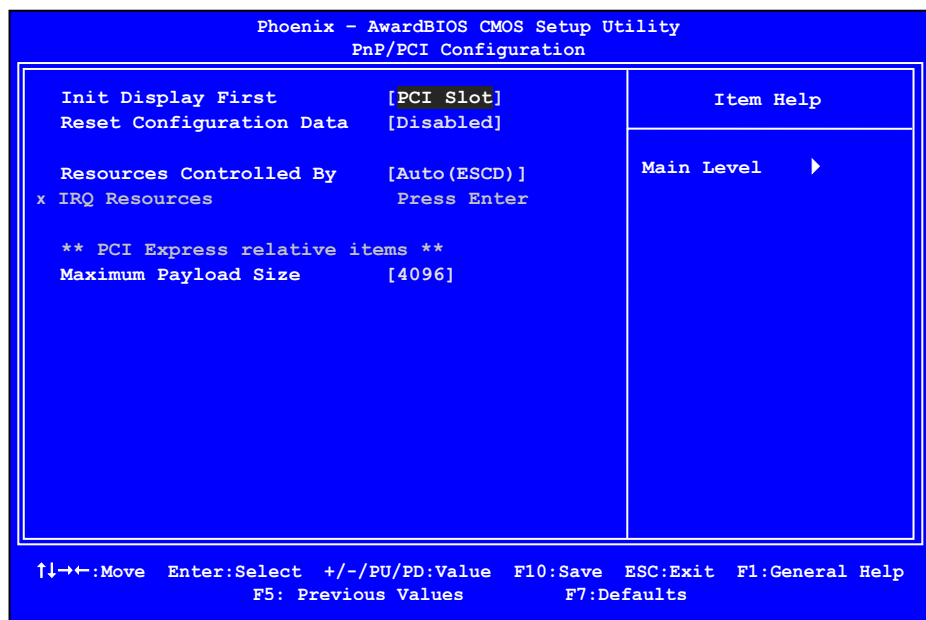 Phoenix – AwardBIOS CMOS Setup Utility
PnP/PCI Configuration
Init Display First [PCI Slot]
Reset Configuration Data [Disabled]
Resources Controlled By [Auto(ESCD)]
x IRQ Resources Press Enter
** PCI Express relative items **
Maximum Payload Size [4096]
Item Help
Main Level
↑↓→←:Move Enter:Select +/-/PU/PD:Value F10:Save ESC:Exit F1:General Help
F5: Previous Values F7:Defaults